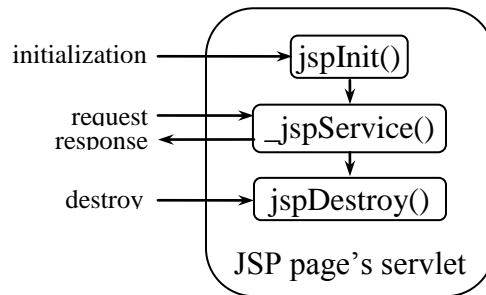 initialization
jspInit()
request
response
_jspService()
destroy
jspDestroy()
JSP page's servlet